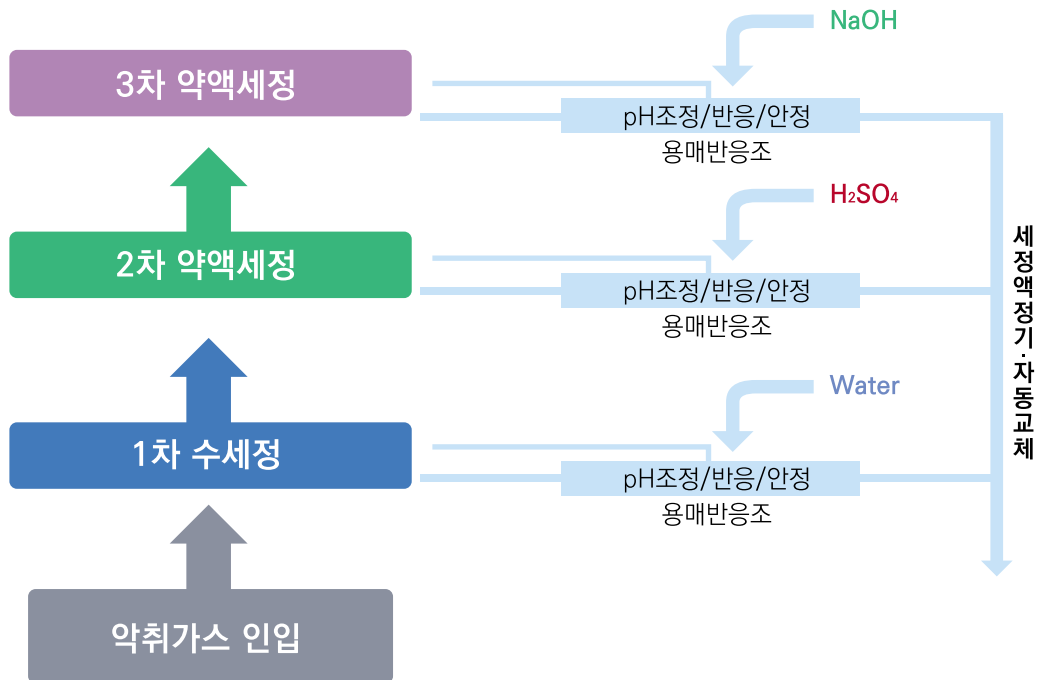 NaOH
3차 약액세정
pH조정/반응/안정
용매반응조
H₂SO₄
2차 약액세정
pH조정/반응/안정
용매반응조
세정액정기·자동교체
Water
1차 수세정
pH조정/반응/안정
용매반응조
악취가스 인입